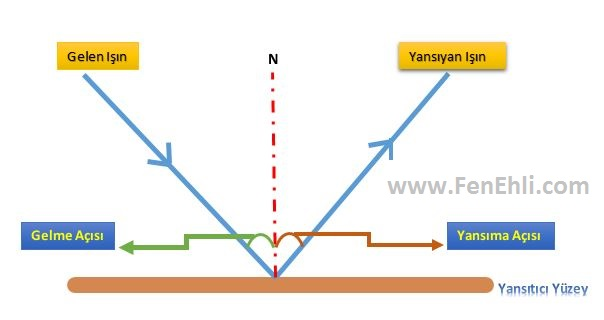 Gelen Işın
N
Yansıyan Işın
www.FenEhli.com
Gelme Açısı
Yansıma Açısı
Yansıtıcı Yüzey